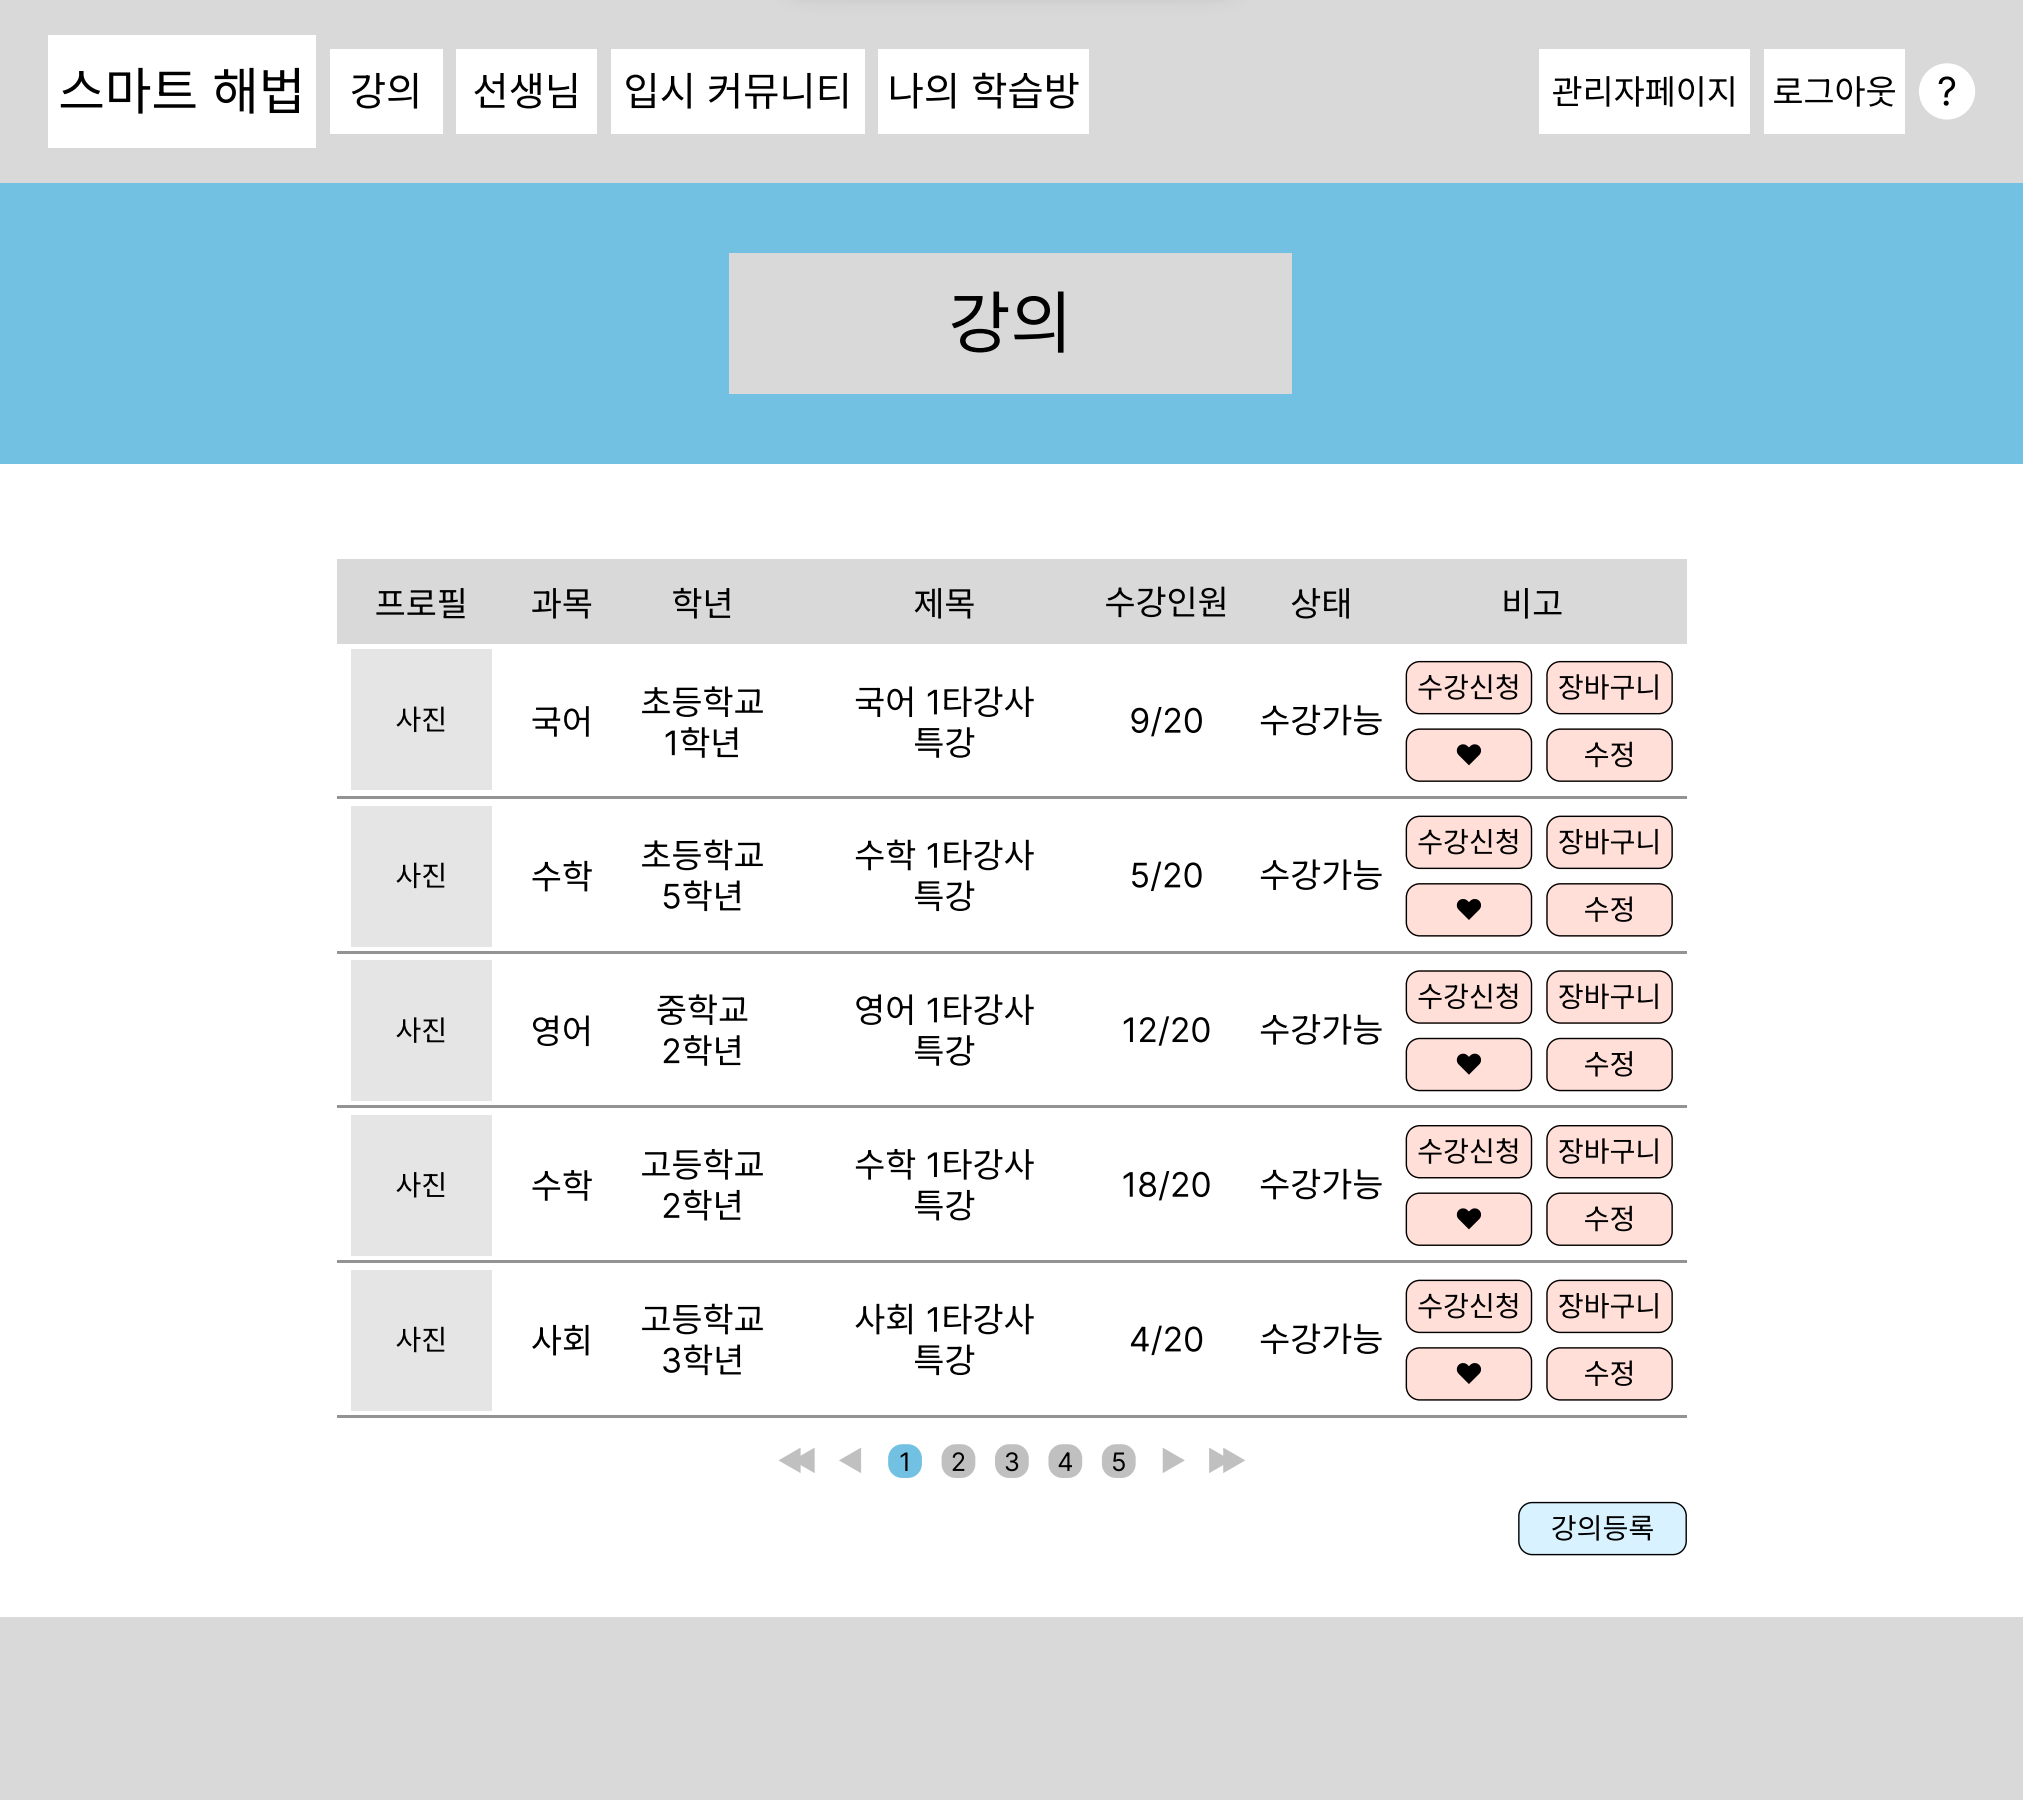 스마트 해법 강의 선생님 입시 커뮤니티 나의 학습방 관리자페이지 로그아웃 ?
강의
프로필 과목 학년 제목 수강인원 상태 비고
사진 국어 초등학교 1학년 국어 1타강사 특강 9/20 수강가능 수강신청 장바구니
♥ 수정
사진 수학 초등학교 5학년 수학 1타강사 특강 5/20 수강가능 수강신청 장바구니
♥ 수정
사진 영어 중학교 2학년 영어 1타강사 특강 12/20 수강가능 수강신청 장바구니
♥ 수정
사진 수학 고등학교 2학년 수학 1타강사 특강 18/20 수강가능 수강신청 장바구니
♥ 수정
사진 사회 고등학교 3학년 사회 1타강사 특강 4/20 수강가능 수강신청 장바구니
♥ 수정
1 2 3 4 5
강의등록